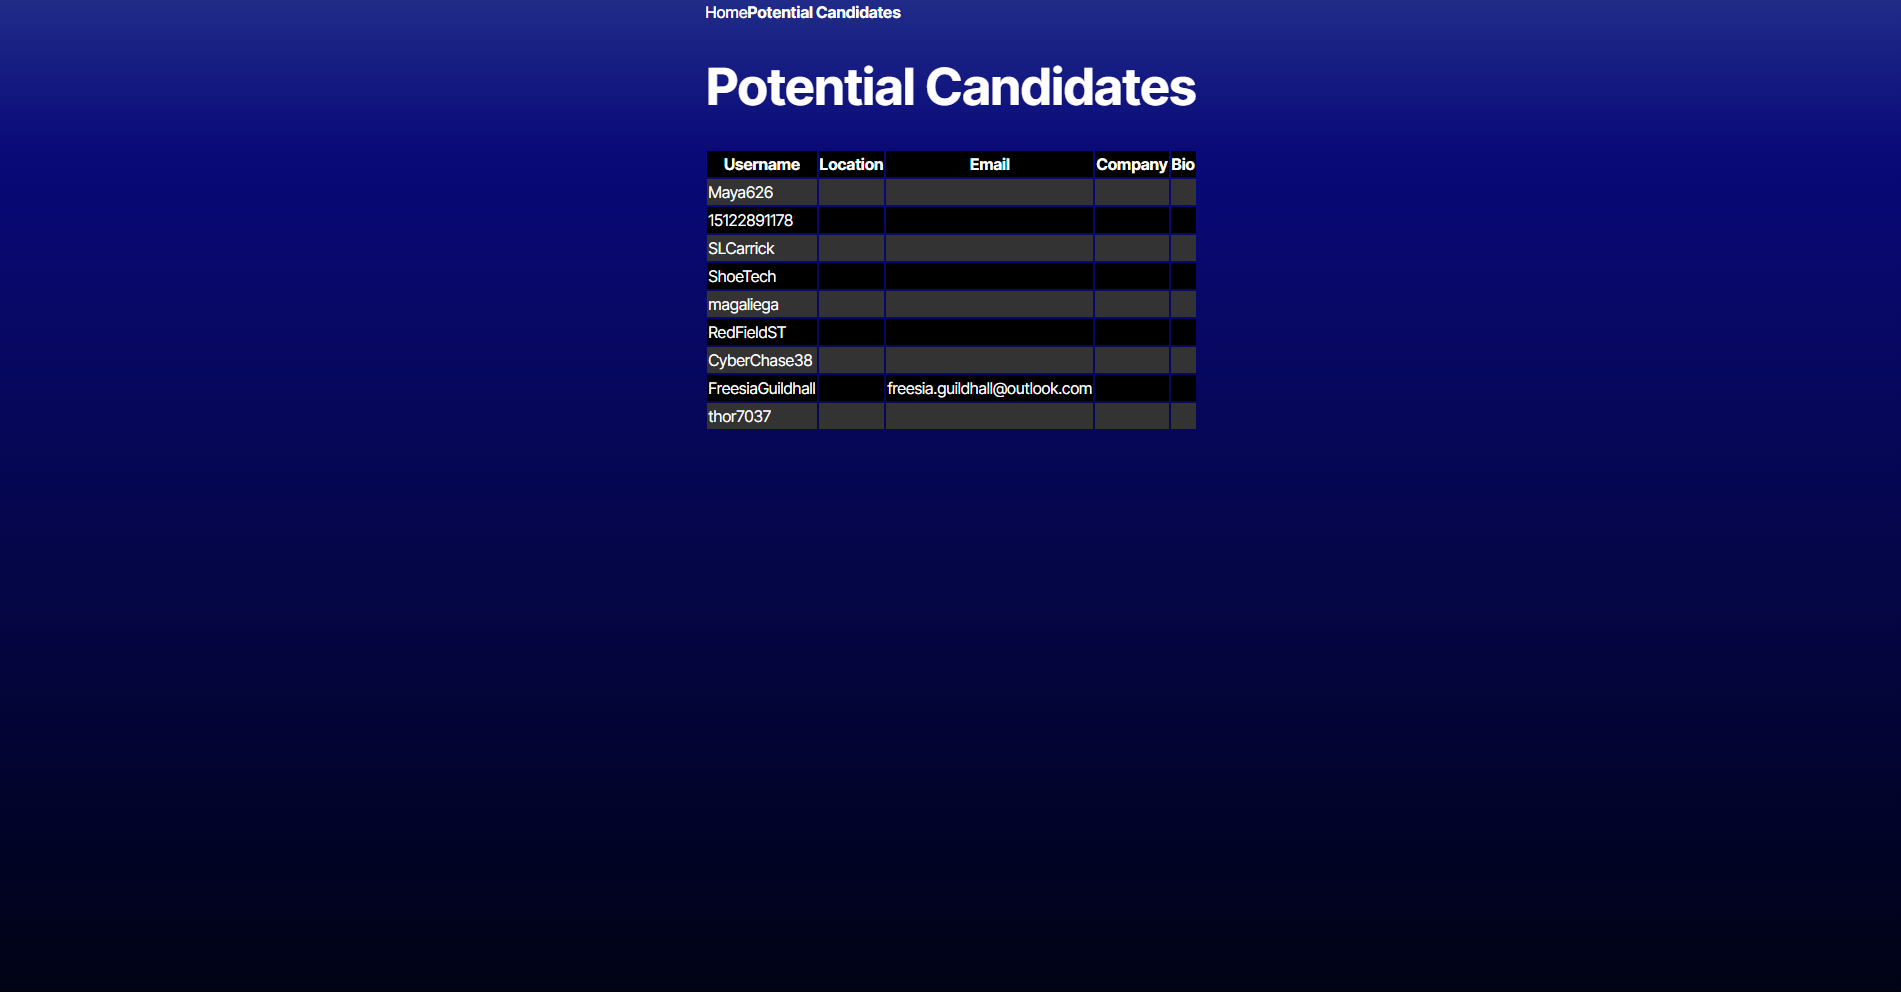 HomePotential Candidates
Potential Candidates
Username Location Email Company Bio
Maya626
15122891178
SLCarrick
ShoeTech
magaliega
RedFieldST
CyberChase38
FreesiaGuildhall freesia.guildhall@outlook.com
thor7037